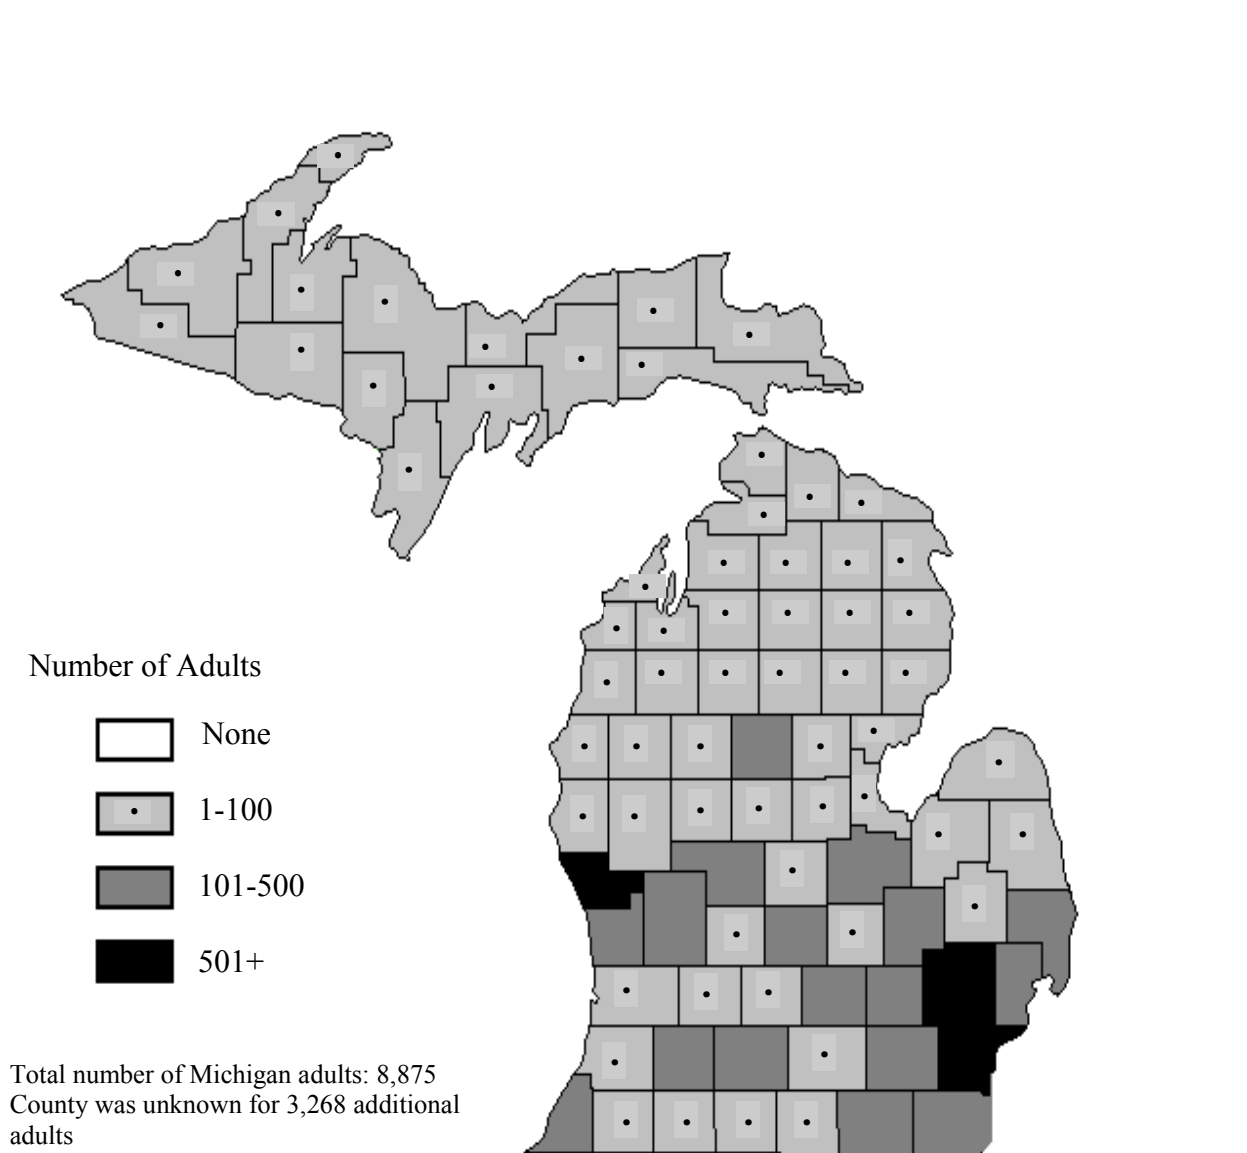 Number of Adults
None
1-100
101-500
501+
Total number of Michigan adults: 8,875
County was unknown for 3,268 additional
adults